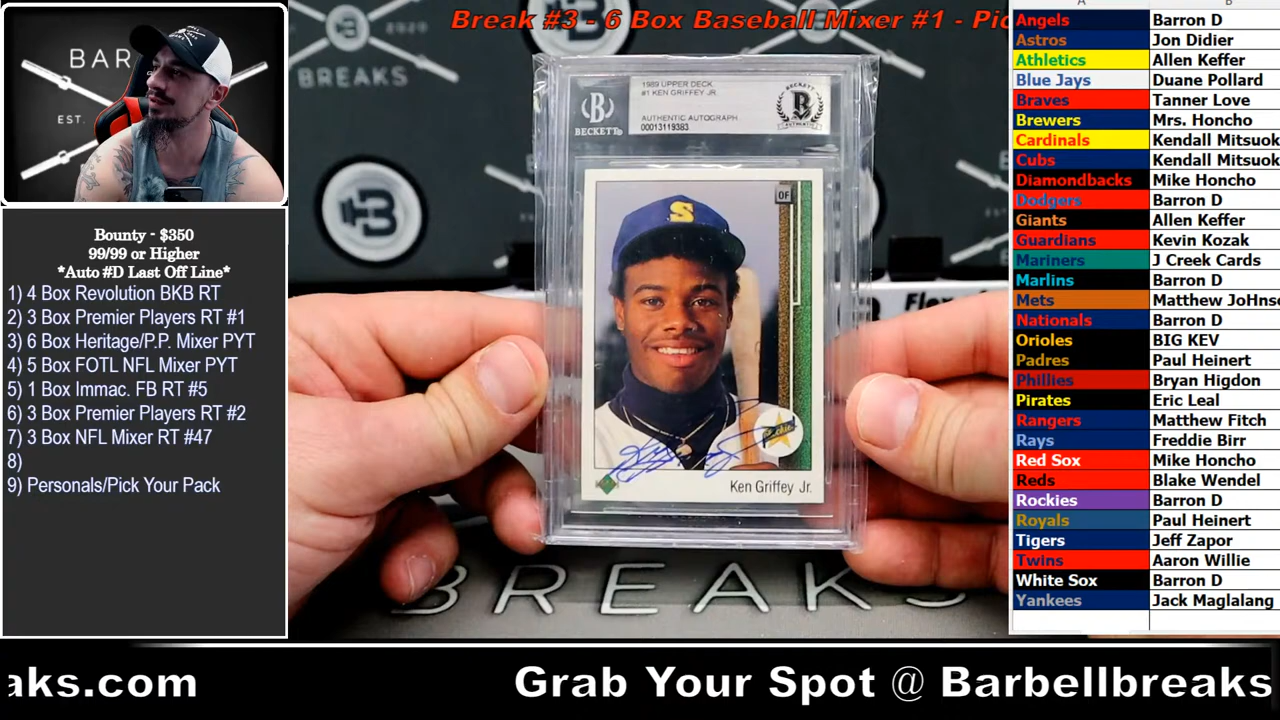 Break #3 - 6 Box Baseball Mixer #1 - Pic
BAR
EST.
BREAKS
2020
Bounty - $350
99/99 or Higher
*Auto #D Last Off Line*
1) 4 Box Revolution BKB RT
2) 3 Box Premier Players RT #1
3) 6 Box Heritage/P.P. Mixer PYT
4) 5 Box FOTL NFL Mixer PYT
5) 1 Box Immac. FB RT #5
6) 3 Box Premier Players RT #2
7) 3 Box NFL Mixer RT #47
8)
9) Personals/Pick Your Pack
B
BECKETT
1989 UPPER DECK
#1 KEN GRIFFEY JR.
AUTHENTIC AUTOGRAPH
00013119383
BECKETT
B
AUTHENTIC
S
OF
Rookie
Ken Griffey Jr.
BREAKS
A B
Angels Barron D
Astros Jon Didier
Athletics Allen Keffer
Blue Jays Duane Pollard
Braves Tanner Love
Brewers Mrs. Honcho
Cardinals Kendall Mitsuok
Cubs Kendall Mitsuok
Diamondbacks Mike Honcho
Dodgers Barron D
Giants Allen Keffer
Guardians Kevin Kozak
Mariners J Creek Cards
Marlins Barron D
Mets Matthew JoHnso
Nationals Barron D
Orioles BIG KEV
Padres Paul Heinert
Phillies Bryan Higdon
Pirates Eric Leal
Rangers Matthew Fitch
Rays Freddie Birr
Red Sox Mike Honcho
Reds Blake Wendel
Rockies Barron D
Royals Paul Heinert
Tigers Jeff Zapor
Twins Aaron Willie
White Sox Barron D
Yankees Jack Maglalang
aks.com Grab Your Spot @ Barbellbreaks